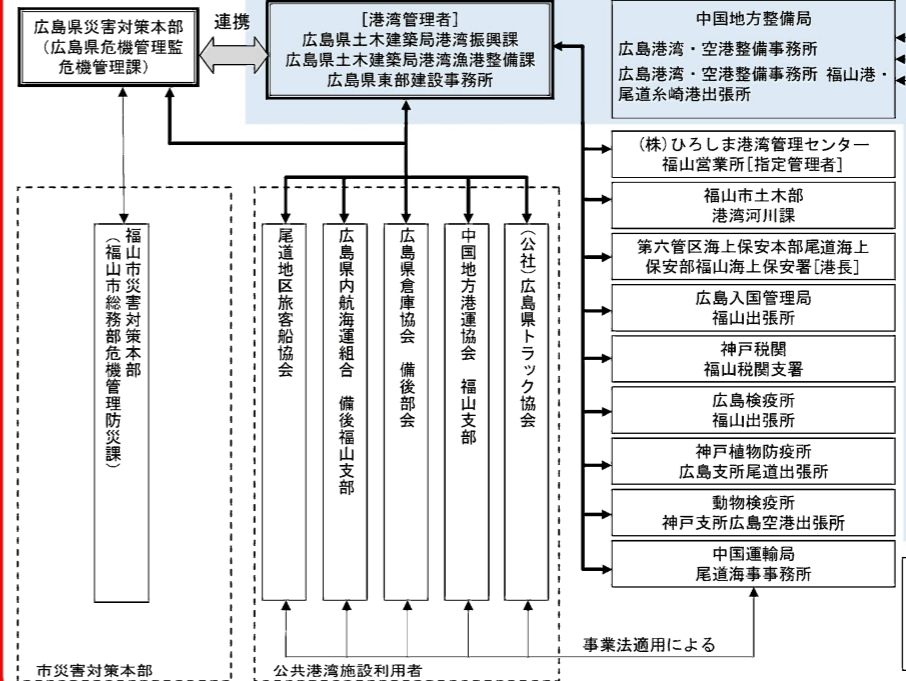 広島県災害対策本部
（広島県危機管理監
危機管理課）
連携
[港湾管理者]
広島県土木建築局港湾振興課
広島県土木建築局港湾漁港整備課
広島県東部建設事務所
中国地方整備局
広島港湾・空港整備事務所
広島港湾・空港整備事務所 福山港・
尾道糸崎港出張所
(株)ひろしま港湾管理センター
福山営業所[指定管理者]
福山市土木部
港湾河川課
第六管区海上保安本部尾道海上
保安部福山海上保安署[港長]
広島入国管理局
福山出張所
神戸税関
福山税関支署
広島検疫所
福山出張所
神戸植物防疫所
広島支所尾道出張所
動物検疫所
神戸支所広島空港出張所
中国運輸局
尾道海事事務所
福山市災害対策本部
（福山市総務部危機管理防災課）
尾道地区旅客船協会
広島県内航海運組合 備後福山支部
広島県倉庫協会 備後部会
中国地方港運協会 福山支部
（公社）広島県トラック協会
事業法適用による
市災害対策本部
公共港湾施設利用者